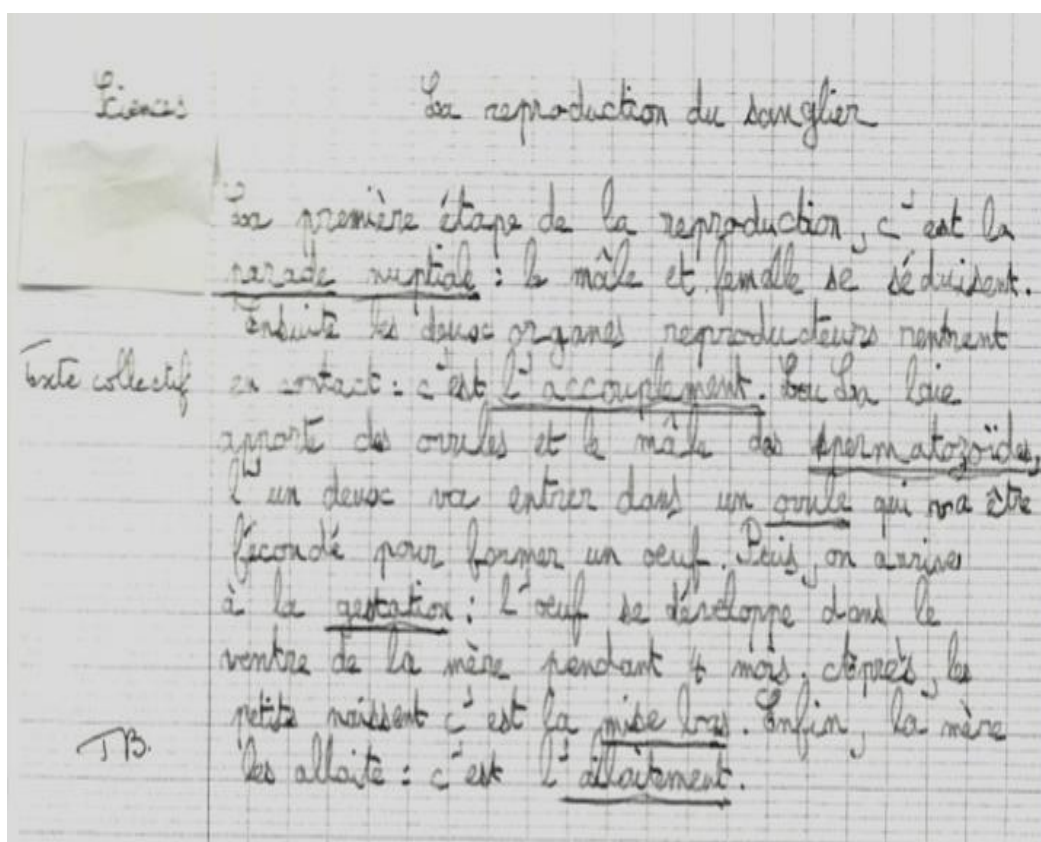 Sciences
La reproduction du sanglier
La première étape de la reproduction, c'est la
parade nuptiale : le mâle et femelle se séduisent.
Ensuite les deux organes reproducteurs rentrent
Texte collectif
en contact : c'est l'accouplement. La laie
apporte des ovules et le mâle des spermatozoïdes,
l'un deux va entrer dans un ovule qui va être
fécondé pour former un oeuf. Puis, on arrive
à la gestation : l'oeuf se développe dans le
ventre de la mère pendant 4 mois. Après, les
petits naissent c'est la mise bas. Enfin, la mère
TB.
les allaite : c'est l'allaitement.